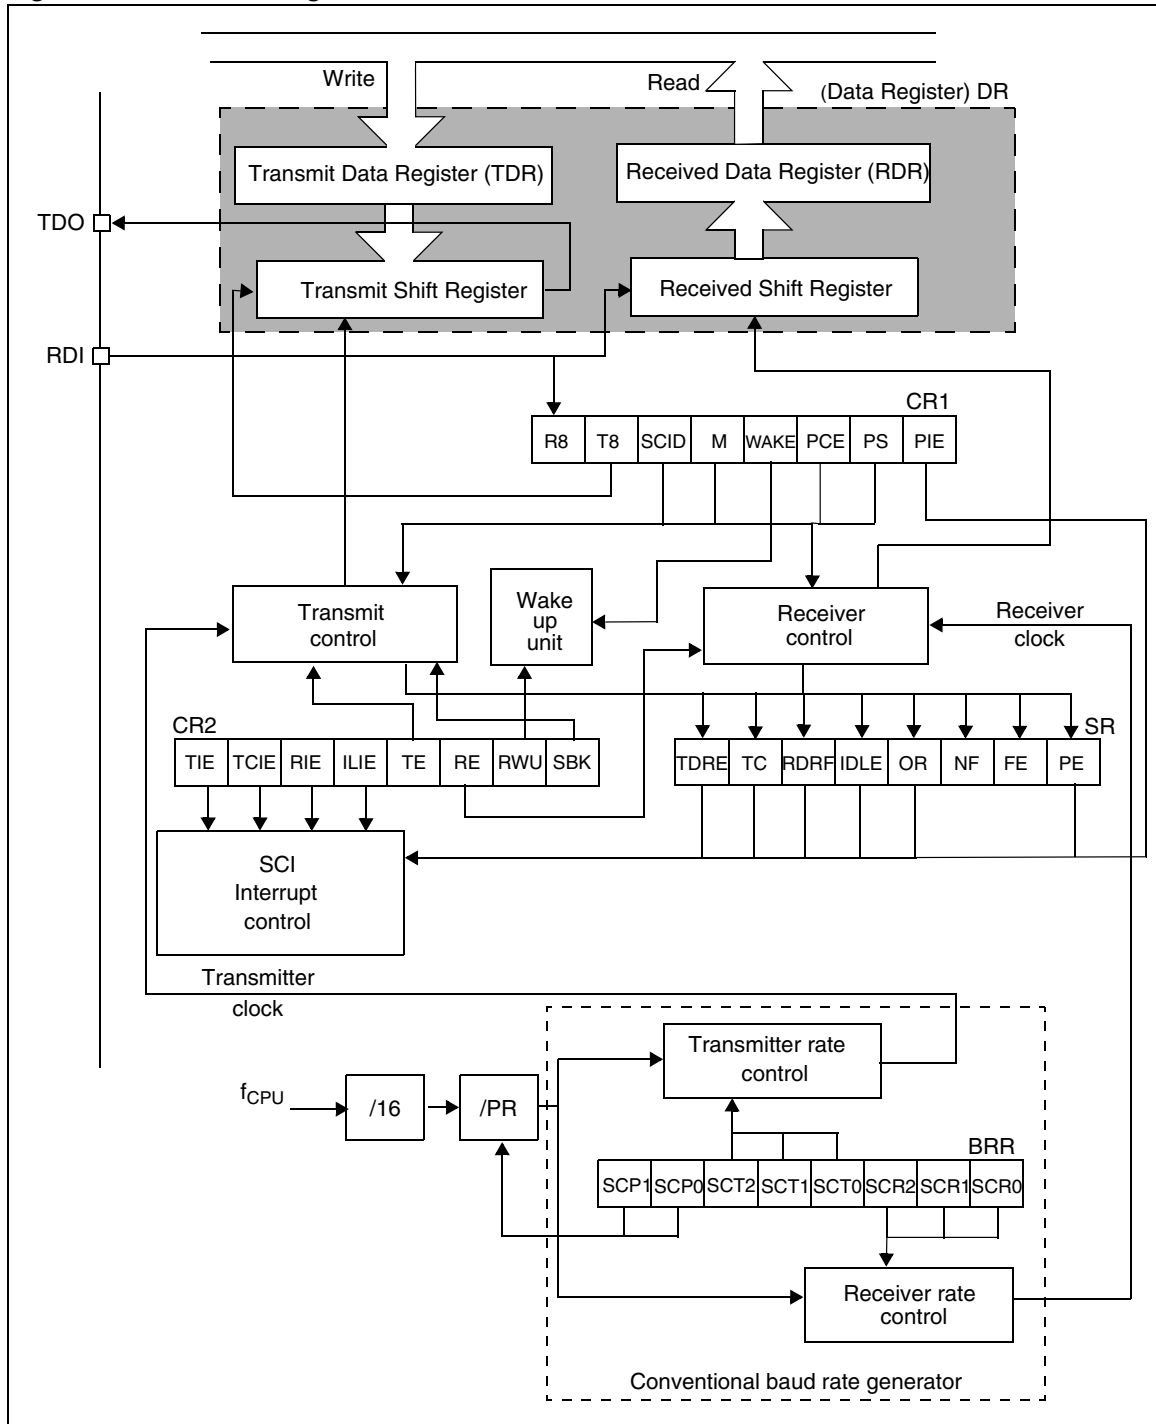 Write
Read
(Data Register) DR
Transmit Data Register (TDR)
Received Data Register (RDR)
TDO
Transmit Shift Register
Received Shift Register
RDI
CR1
R8 T8 SCID M WAKE PCE PS PIE
Transmit
control
Wake
up
unit
Receiver
control
Receiver
clock
CR2
SR
TIE TCIE RIE ILIE TE RE RWU SBK
TDRE TC RDRF IDLE OR NF FE PE
SCI
Interrupt
control
Transmitter
clock
Transmitter rate
control
fCPU
/16
/PR
BRR
SCP1 SCP0 SCT2 SCT1 SCT0 SCR2 SCR1 SCR0
Receiver rate
control
Conventional baud rate generator